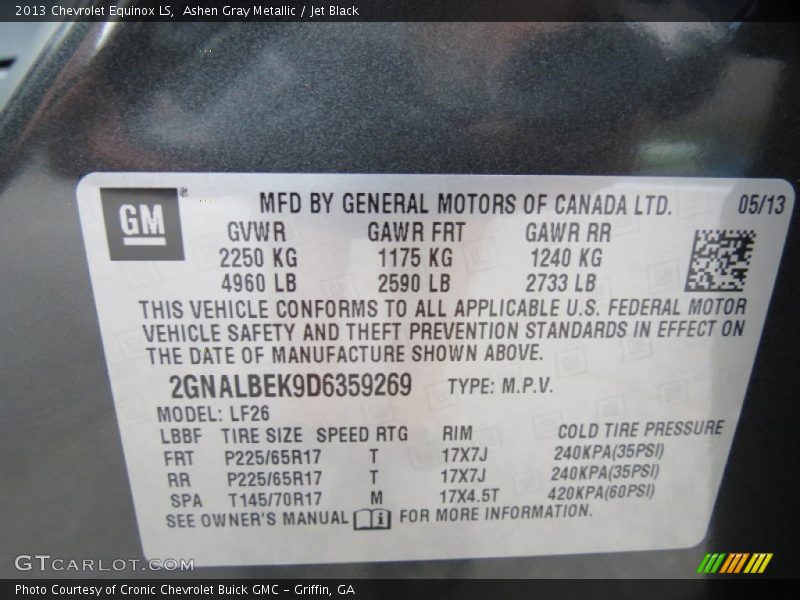 2013 Chevrolet Equinox LS, Ashen Gray Metallic / Jet Black
GM
MFD BY GENERAL MOTORS OF CANADA LTD. 05/13
GVWR GAWR FRT GAWR RR
2250 KG 1175 KG 1240 KG
4960 LB 2590 LB 2733 LB
THIS VEHICLE CONFORMS TO ALL APPLICABLE U.S. FEDERAL MOTOR
VEHICLE SAFETY AND THEFT PREVENTION STANDARDS IN EFFECT ON
THE DATE OF MANUFACTURE SHOWN ABOVE.
2GNALBEK9D6359269 TYPE: M.P.V.
MODEL: LF26
LBBF TIRE SIZE SPEED RTG RIM COLD TIRE PRESSURE
FRT P225/65R17 T 17X7J 240KPA(35PSI)
RR P225/65R17 T 17X7J 240KPA(35PSI)
SPA T145/70R17 M 17X4.5T 420KPA(60PSI)
SEE OWNER'S MANUAL FOR MORE INFORMATION.
GTCARLOT.COM
Photo Courtesy of Cronic Chevrolet Buick GMC – Griffin, GA